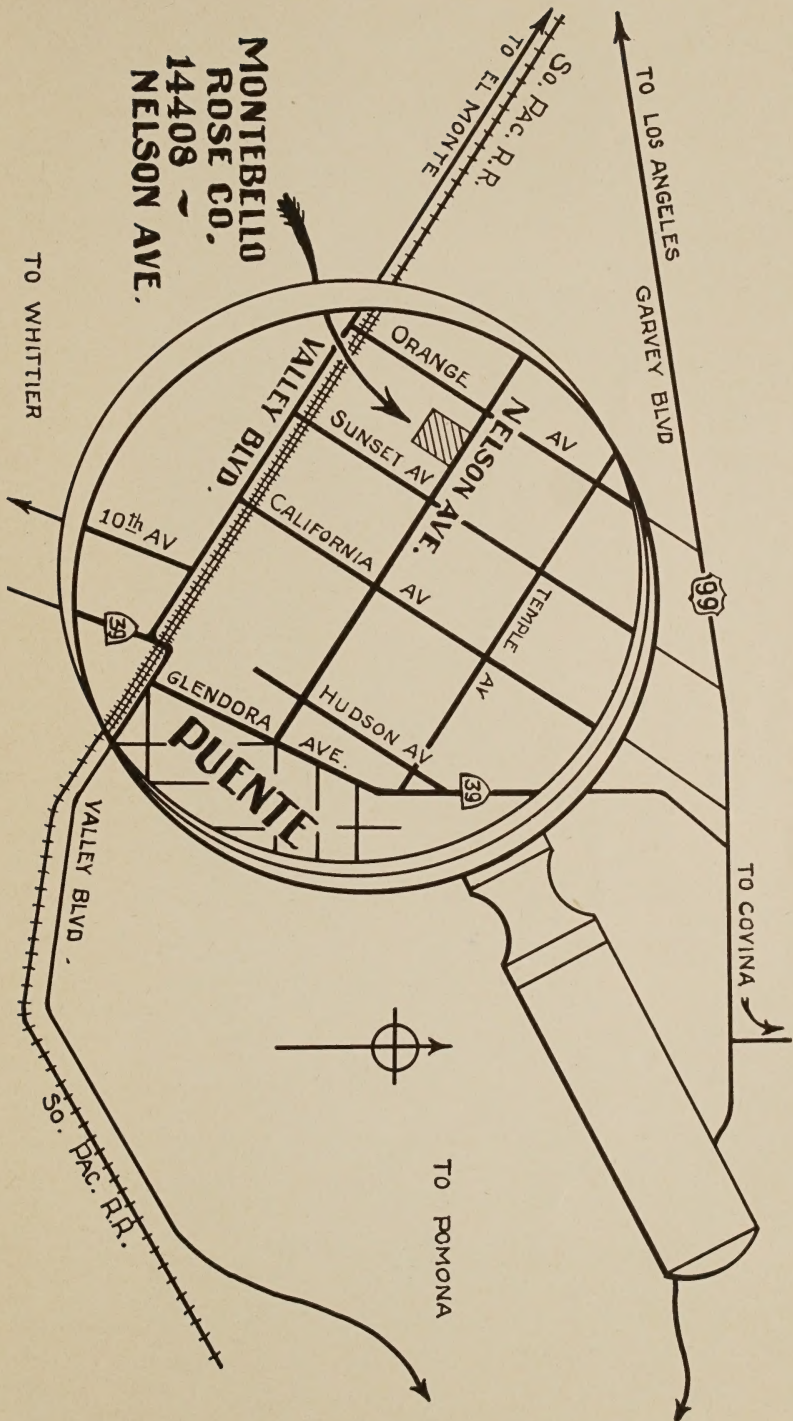 TO LOS ANGELES
GARVEY BLVD
99
TO COVINA
SO. PAC. R.R.
TO EL MONTE
MONTEBELLO
ROSE CO.
14408 ~
NELSON AVE.
ORANGE AV
NELSON AVE.
SUNSET AV
TEMPLE AV
CALIFORNIA AV
VALLEY BLVD.
HUDSON AV
39
GLENDORA AVE.
PUENTE
10th AV
39
TO WHITTIER
VALLEY BLVD.
SO. PAC. R.R.
TO POMONA